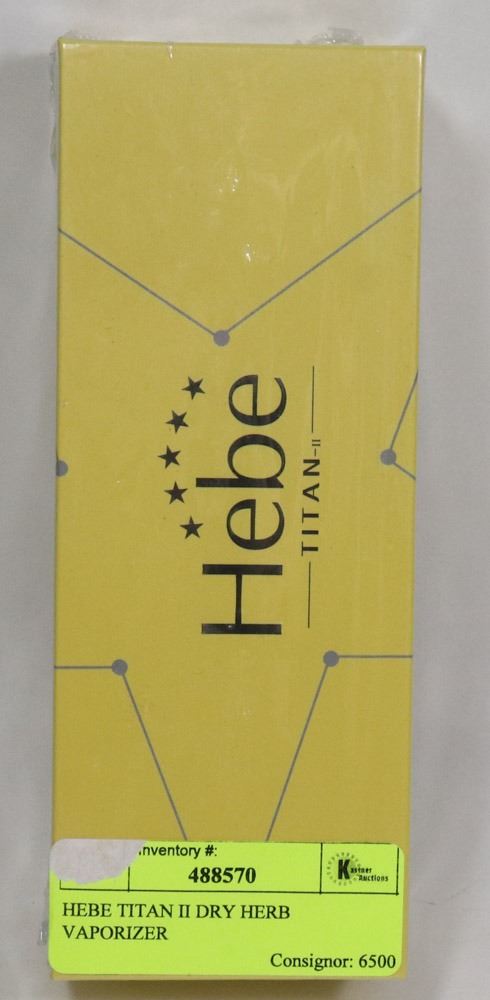 Hebe
TITAN-II
Inventory #:
488570
Kastner
Auctions
HEBE TITAN II DRY HERB
VAPORIZER
Consignor: 6500